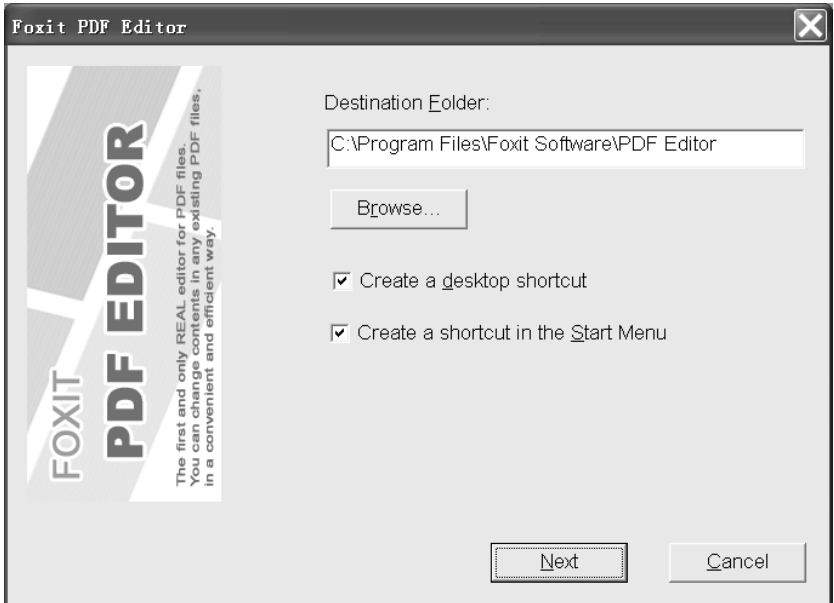 Foxit PDF Editor
FOXIT
PDF EDITOR
The first and only REAL editor for PDF files.
You can change contents in any existing PDF files,
in a convenient and efficient way.
Destination Folder:
C:\Program Files\Foxit Software\PDF Editor
Browse...
Create a desktop shortcut
Create a shortcut in the Start Menu
Next
Cancel